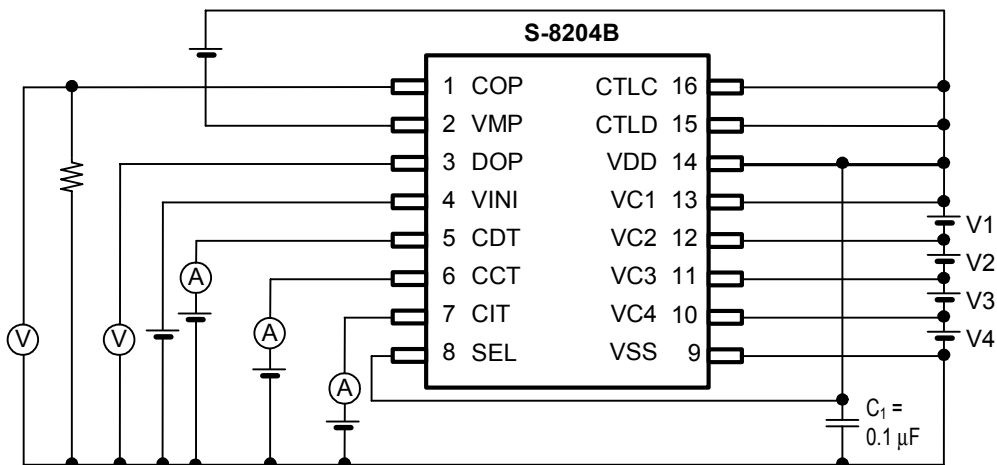 S-8204B
1 COP
2 VMP
3 DOP
4 VINI
5 CDT
6 CCT
7 CIT
8 SEL
CTLC 16
CTLD 15
VDD 14
VC1 13
VC2 12
VC3 11
VC4 10
VSS 9
V1
V2
V3
V4
V
V
A
A
A
C₁ =
0.1 μF